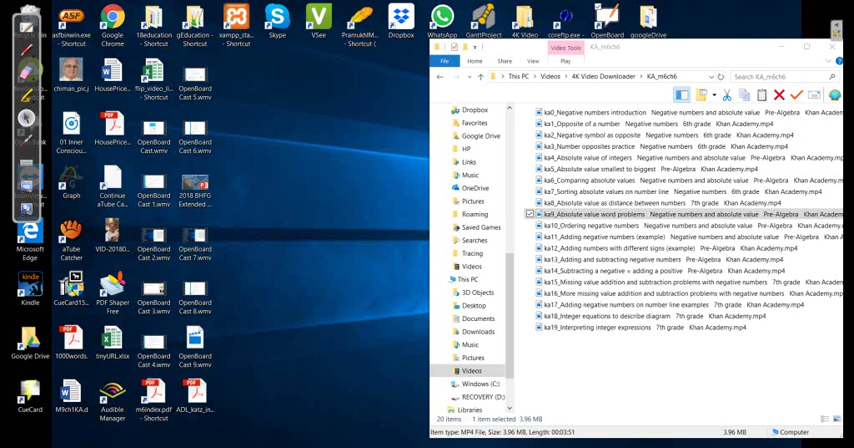 asfbinwin.exe - Shortcut
Google Chrome
18education - Shortcut
gEducation - Shortcut
xampp_sta... - Shortcut
Skype
VSee
PramukhIM... Shortcut (
Dropbox
WhatsApp
GanttProject
4K Video
coreftp.exe -
OpenBoard
googleDrive
chiman_pic.j
HousePrice...
flip_video_li... - Shortcut
OpenBoard Cast 5.wmv
01 Inner Consciou...
HousePrice...
OpenBoard Cast.wmv
OpenBoard Cast 6.wmv
Graph
Continue aTube Ca...
OpenBoard Cast 1.wmv
2018 BHFG Extended ...
Microsoft Edge
aTube Catcher
VID-20180...
OpenBoard Cast 2.wmv
OpenBoard Cast 7.wmv
Kindle
CueCard15...
PDF Shaper Free
OpenBoard Cast 3.wmv
OpenBoard Cast 8.wmv
Google Drive
1000words.
tinyURL.xlsx
OpenBoard Cast 4.wmv
OpenBoard Cast 9.wmv
CueCard
M9ch1KA.d
Audible Manager
m6index.pdf - Shortcut
ADL_katz_in...
Video Tools
KA_m6ch6
File Home Share View Play
This PC > Videos > 4K Video Downloader > KA_m6ch6
Search KA_m6ch6
Dropbox
Favorites
Google Drive
HP
Links
Music
OneDrive
Pictures
Roaming
Saved Games
Searches
Tracing
Videos
This PC
3D Objects
Desktop
Documents
Downloads
Music
Pictures
Videos
Windows (C:)
RECOVERY (D:)
Libraries
ka0_Negative numbers introduction Negative numbers and absolute value Pre-Algebra Khan Academy.mp4
ka1_Opposite of a number Negative numbers 6th grade Khan Academy.mp4
ka2_Negative symbol as opposite Negative numbers 6th grade Khan Academy.mp4
ka3_Number opposites practice Negative numbers 6th grade Khan Academy.mp4
ka4_Absolute value of integers Negative numbers and absolute value Pre-Algebra Khan Academy.mp4
ka5_Absolute value smallest to biggest Pre-Algebra Khan Academy.mp4
ka6_Comparing absolute values Negative numbers and absolute value Pre-Algebra Khan Academy.mp4
ka7_Sorting absolute values on number line Negative numbers 6th grade Khan Academy.mp4
ka8_Absolute value as distance between numbers 7th grade Khan Academy.mp4
ka9_Absolute value word problems Negative numbers and absolute value Pre-Algebra Khan Academ
ka10_Ordering negative numbers Negative numbers and absolute value Pre-Algebra Khan Academy.mp4
ka11_Adding negative numbers (example) Negative numbers and absolute value Pre-Algebra Khan Acade
ka12_Adding numbers with different signs (example) Pre-Algebra Khan Academy.mp4
ka13_Adding and subtracting negative numbers Pre-Algebra Khan Academy.mp4
ka14_Subtracting a negative = adding a positive Pre-Algebra Khan Academy.mp4
ka15_Missing value addition and subtraction problems with negative numbers 7th grade Khan Academy.m
ka16_More missing value addition and subtraction problems with negative numbers Khan Academy.mp4
ka17_Adding negative numbers on number line examples 7th grade Khan Academy.mp4
ka18_Integer equations to describe diagram 7th grade Khan Academy.mp4
ka19_Interpreting integer expressions 7th grade Khan Academy.mp4
20 items 1 item selected 3.96 MB
Item type: MP4 File, Size: 3.96 MB, Length: 00:03:51
3.96 MB
Computer